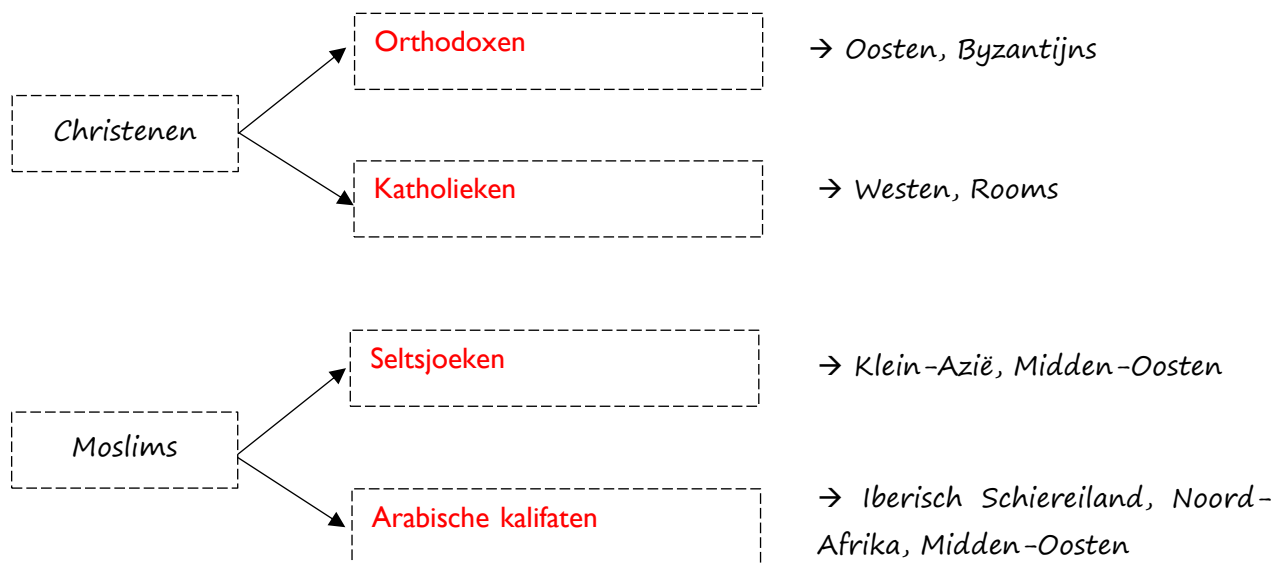 Orthodoxen
→ Oosten, Byzantijns
Christenen
Katholieken
→ Westen, Rooms
Seltsjoeken
→ Klein-Azië, Midden-Oosten
Moslims
→ Iberisch Schiereiland, Noord-
Arabische kalifaten
Afrika, Midden-Oosten